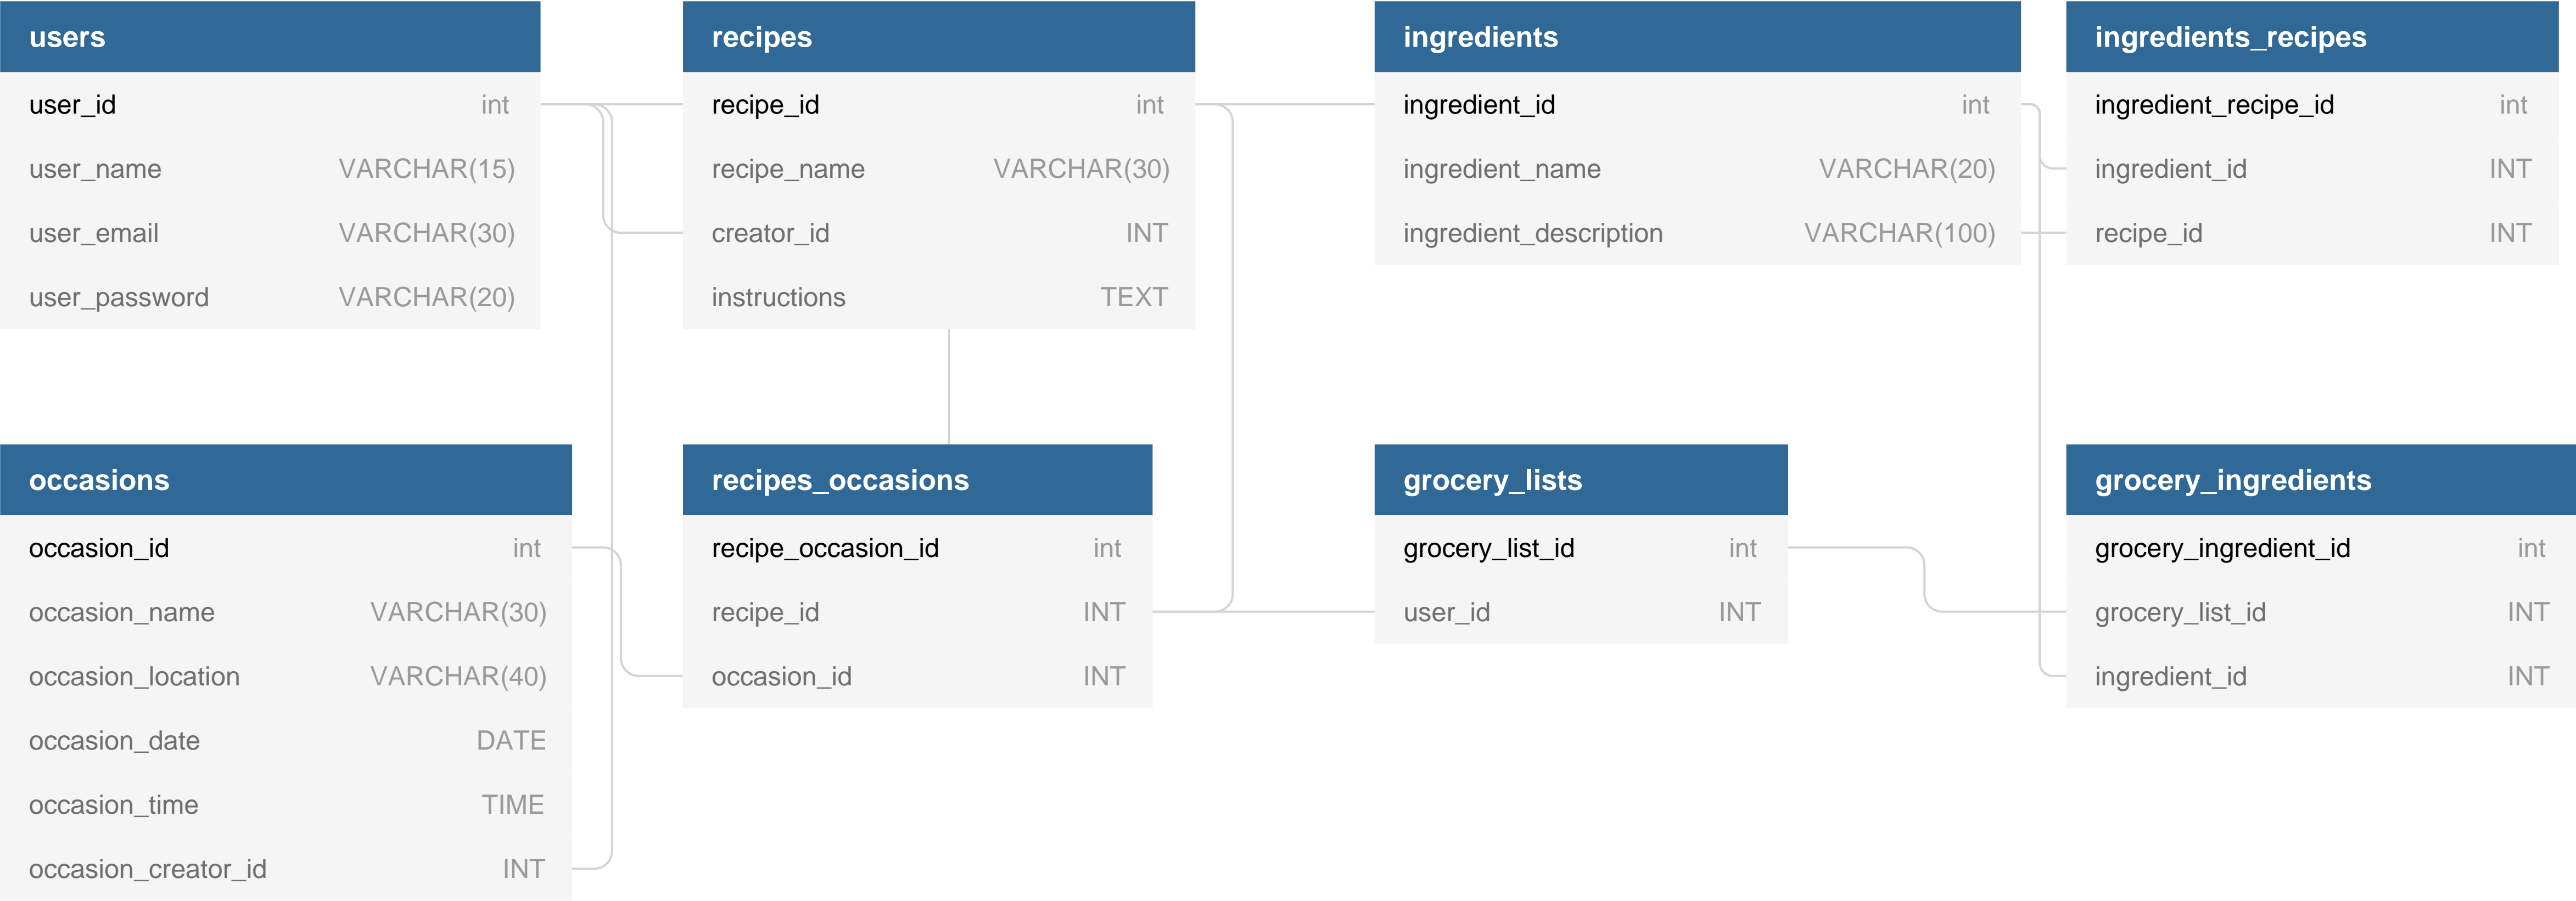 users
user_id int
user_name VARCHAR(15)
user_email VARCHAR(30)
user_password VARCHAR(20)
recipes
recipe_id int
recipe_name VARCHAR(30)
creator_id INT
instructions TEXT
ingredients
ingredient_id int
ingredient_name VARCHAR(20)
ingredient_description VARCHAR(100)
ingredients_recipes
ingredient_recipe_id int
ingredient_id INT
recipe_id INT
occasions
occasion_id int
occasion_name VARCHAR(30)
occasion_location VARCHAR(40)
occasion_date DATE
occasion_time TIME
occasion_creator_id INT
recipes_occasions
recipe_occasion_id int
recipe_id INT
occasion_id INT
grocery_lists
grocery_list_id int
user_id INT
grocery_ingredients
grocery_ingredient_id int
grocery_list_id INT
ingredient_id INT